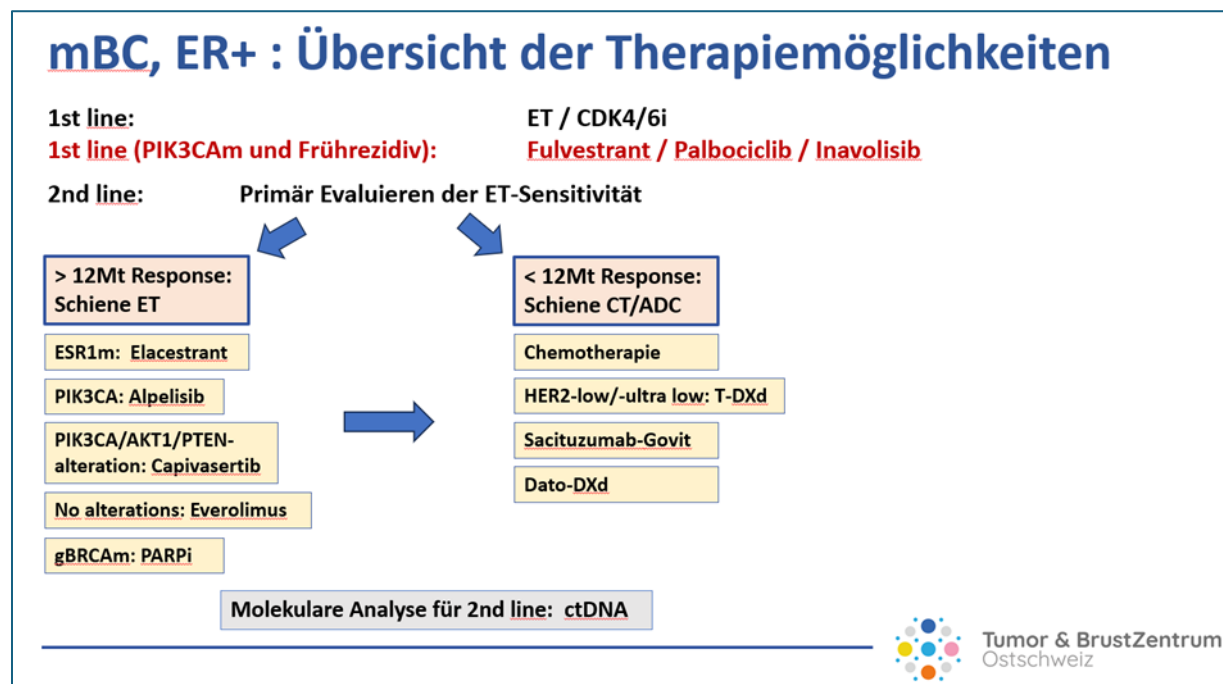 mBC, ER+ : Übersicht der Therapiemöglichkeiten
1st line: ET / CDK4/6i
1st line (PIK3CAm und Frührezidiv): Fulvestrant / Palbociclib / Inavolisib
2nd line: Primär Evaluieren der ET-Sensitivität
> 12Mt Response:
Schiene ET
ESR1m: Elacestrant
PIK3CA: Alpelisib
PIK3CA/AKT1/PTEN-
alteration: Capivasertib
No alterations: Everolimus
gBRCAm: PARPi
< 12Mt Response:
Schiene CT/ADC
Chemotherapie
HER2-low/-ultra low: T-DXd
Sacituzumab-Govit
Dato-DXd
Molekulare Analyse für 2nd line: ctDNA
Tumor & BrustZentrum
Ostschweiz